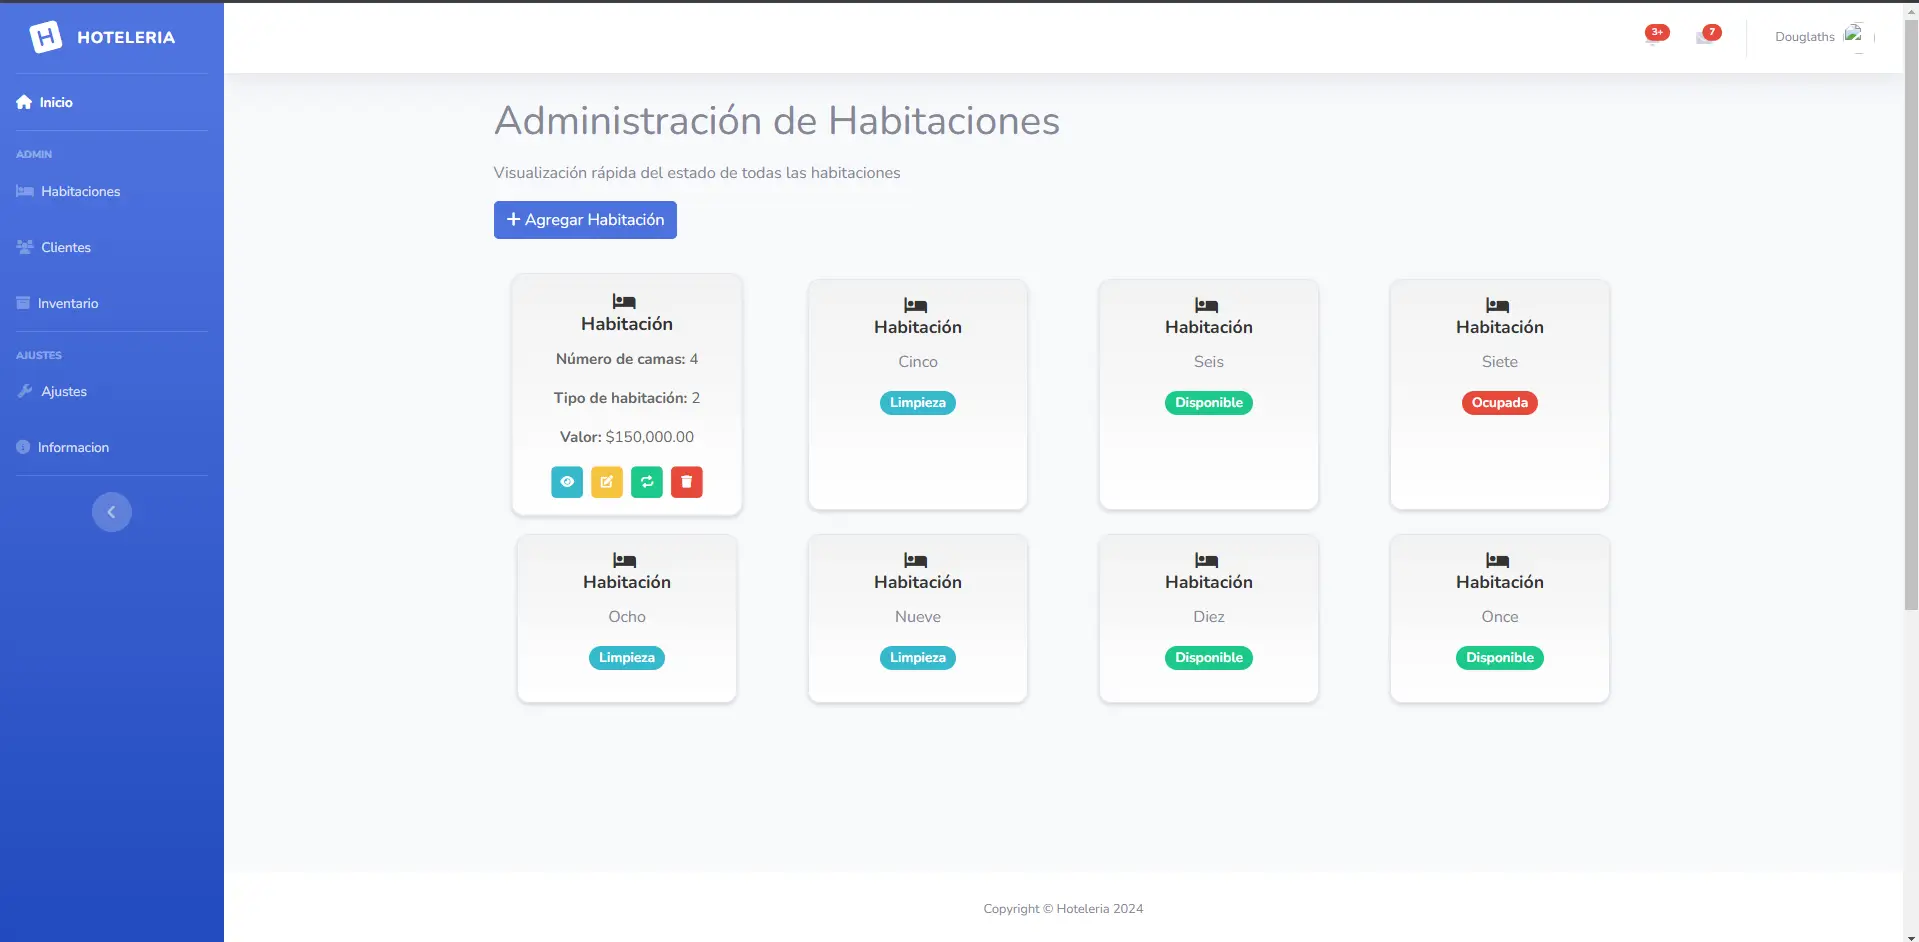 HOTELERIA
Inicio
ADMIN
Habitaciones
Clientes
Inventario
AJUSTES
Ajustes
Informacion
3+
7
Douglaths
Administración de Habitaciones
Visualización rápida del estado de todas las habitaciones
+ Agregar Habitación
Habitación
Número de camas: 4
Tipo de habitación: 2
Valor: $150,000.00
Habitación
Cinco
Limpieza
Habitación
Seis
Disponible
Habitación
Siete
Ocupada
Habitación
Ocho
Limpieza
Habitación
Nueve
Limpieza
Habitación
Diez
Disponible
Habitación
Once
Disponible
Copyright © Hoteleria 2024